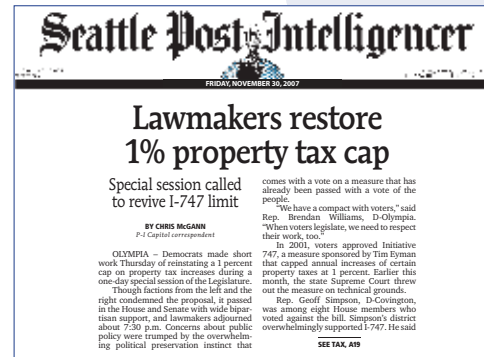 Seattle Post Intelligencer
FRIDAY, NOVEMBER 30, 2007
Lawmakers restore
1% property tax cap
Special session called
to revive I-747 limit
BY CHRIS McGANN
P-I Capitol correspondent
OLYMPIA – Democrats made short
work Thursday of reinstating a 1 percent
cap on property tax increases during a
one-day special session of the Legislature.
Though factions from the left and
the right condemned the proposal, it passed
in the House and Senate with wide bipar-
tisan support, and lawmakers adjourned
about 7:30 p.m. Concerns about public
policy were trumped by the overwhelm-
ing political preservation instinct that
comes with a vote on a measure that has
already been passed with a vote of the
people.
"We have a compact with voters," said
Rep. Brendan Williams, D-Olympia.
"When voters legislate, we need to respect
their work, too."
In 2001, voters approved Initiative
747, a measure sponsored by Tim Eyman
that capped annual increases of certain
property taxes at 1 percent. Earlier this
month, the state Supreme Court threw
out the measure on technical grounds.
Rep. Geoff Simpson, D-Covington,
was among eight House members who
voted against the bill. Simpson's district
overwhelmingly supported I-747. He said
SEE TAX, A19